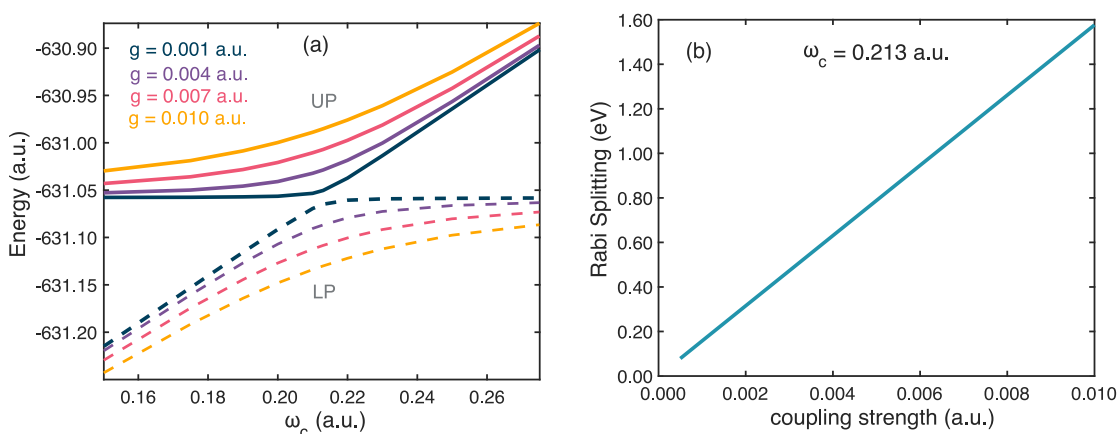 (a)
g = 0.001 a.u.
g = 0.004 a.u.
g = 0.007 a.u.
g = 0.010 a.u.
UP
LP
Energy (a.u.)
-630.90
-630.95
-631.00
-631.05
-631.10
-631.15
-631.20
0.16 0.18 0.20 0.22 0.24 0.26
ω_c (a.u.)
(b)
ω_c = 0.213 a.u.
Rabi Splitting (eV)
1.60
1.40
1.20
1.00
0.80
0.60
0.40
0.20
0.00
0.000 0.002 0.004 0.006 0.008 0.010
coupling strength (a.u.)